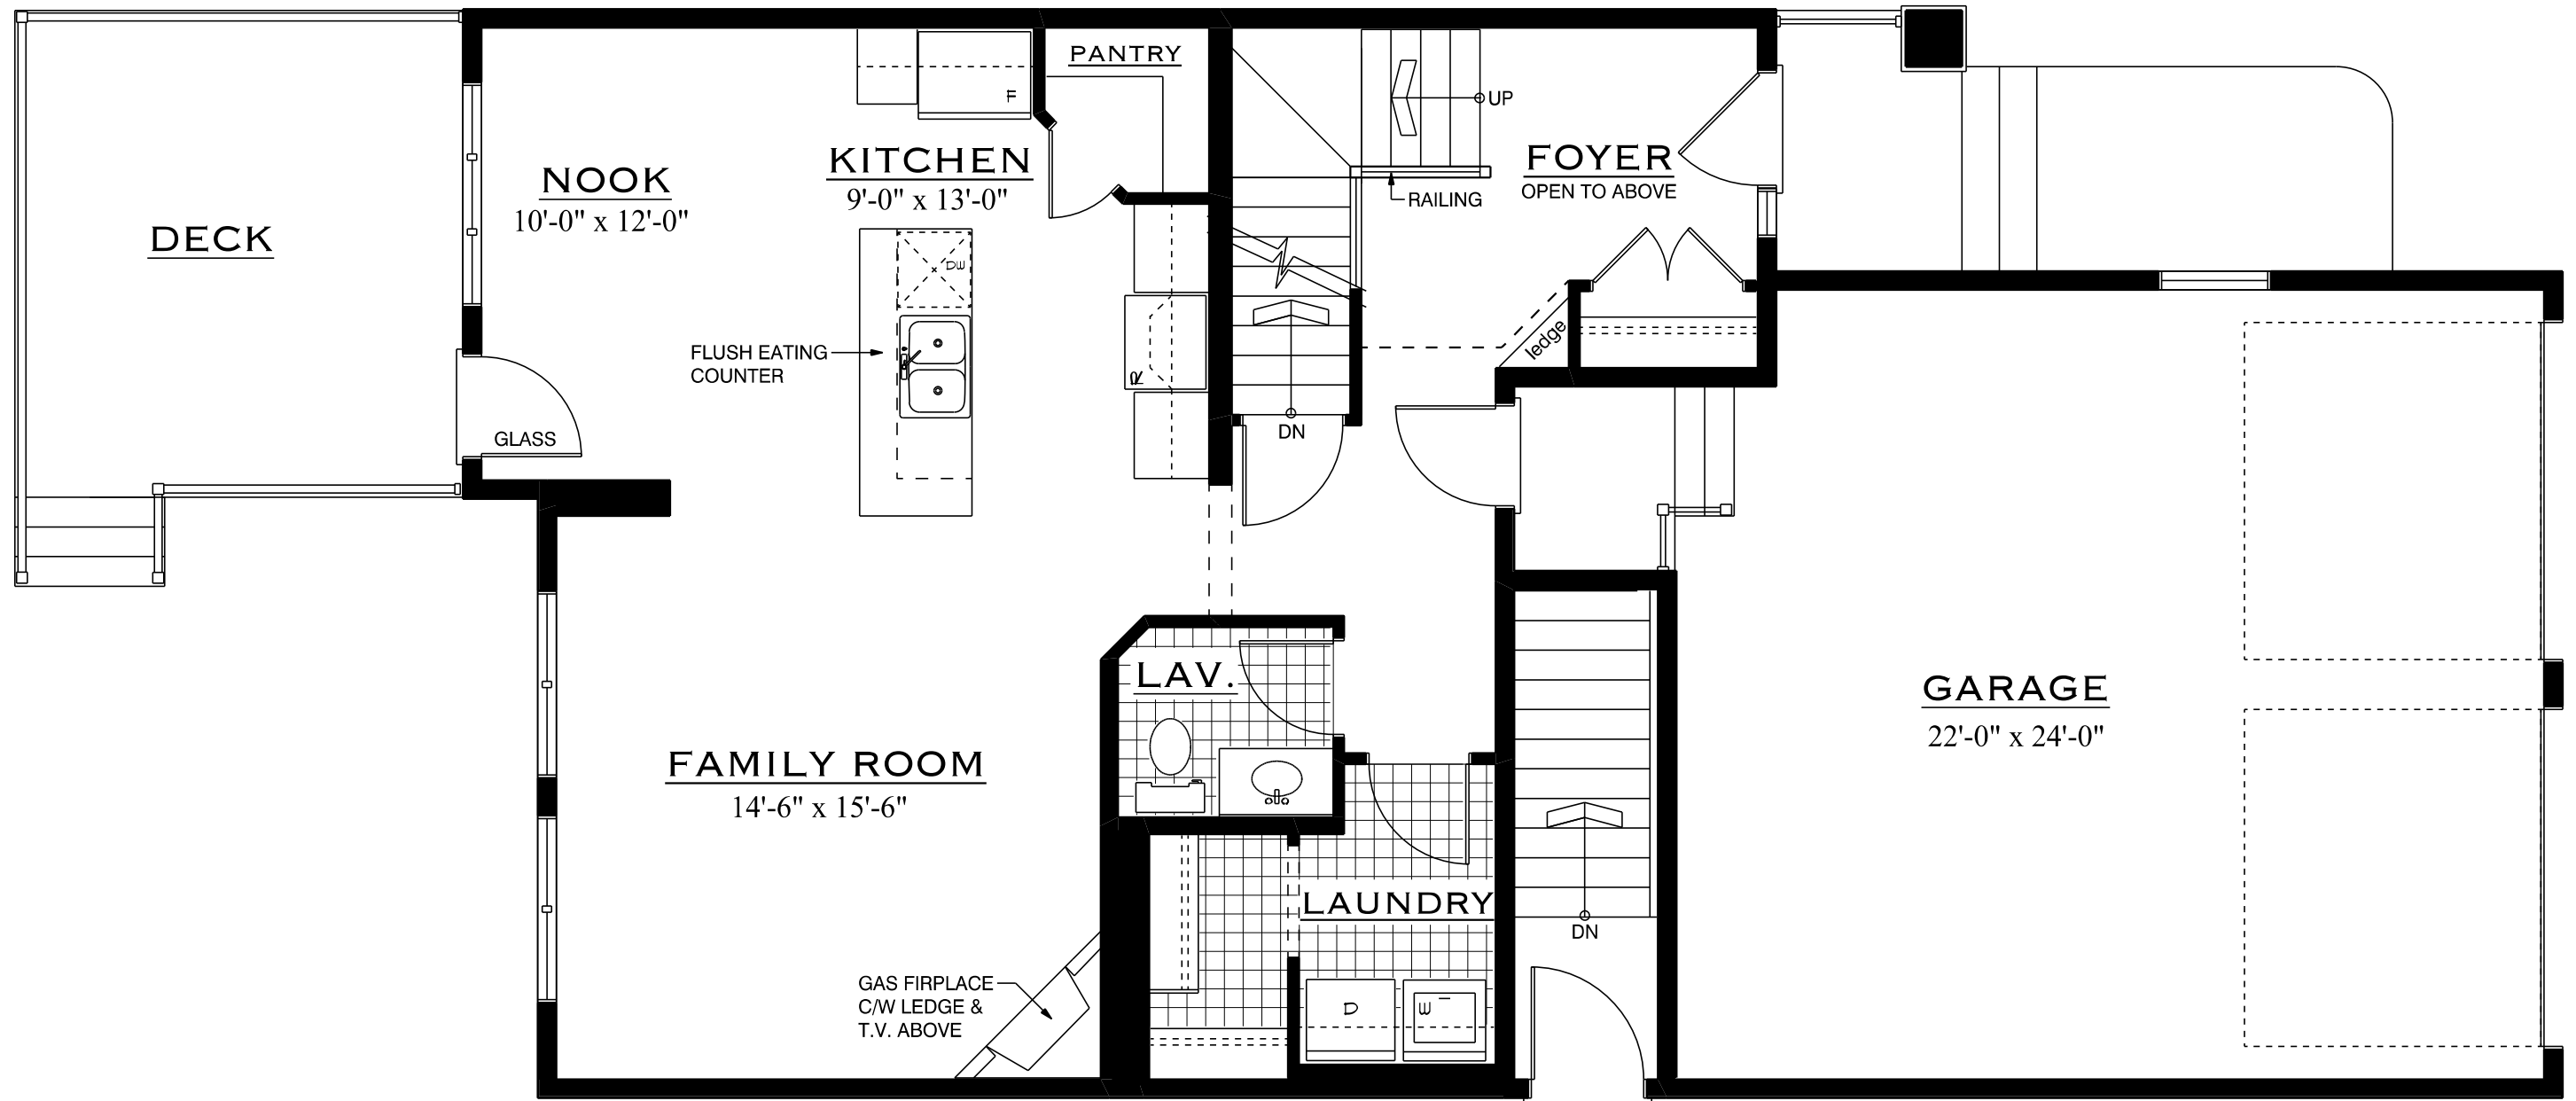 PANTRY
F
UP
KITCHEN
9'-0" x 13'-0"
FOYER
OPEN TO ABOVE
NOOK
10'-0" x 12'-0"
RAILING
DECK
DW
FLUSH EATING
COUNTER
ledge
R
GLASS
DN
LAV.
GARAGE
22'-0" x 24'-0"
FAMILY ROOM
14'-6" x 15'-6"
LAUNDRY
DN
GAS FIRPLACE
C/W LEDGE &
T.V. ABOVE
D
W